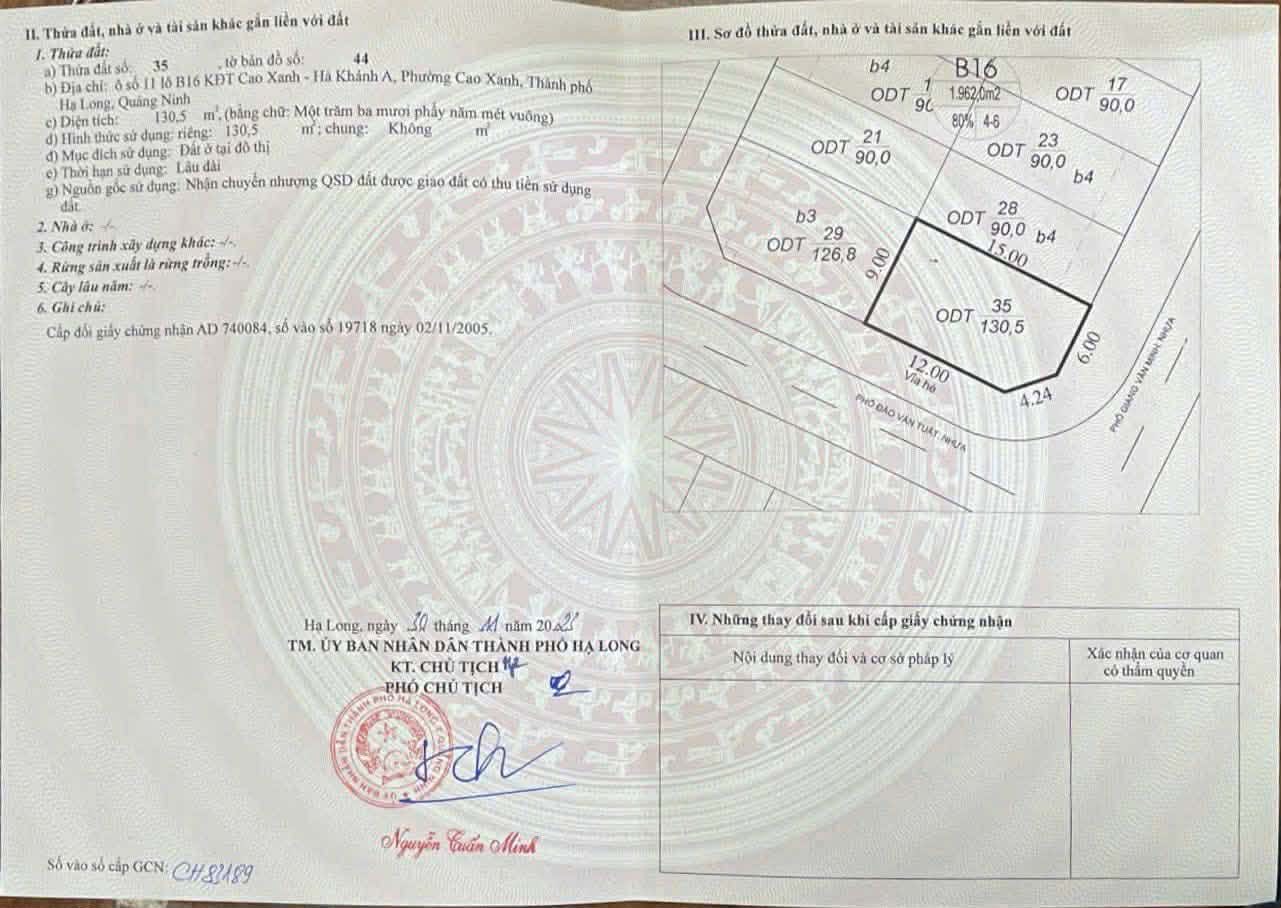 II. Thửa đất, nhà ở và tài sản khác gắn liền với đất
1. Thửa đất:
a) Thửa đất số: 35 , tờ bản đồ số: 44
b) Địa chỉ: ô số 11 lô B16 KĐT Cao Xanh - Hà Khánh A, Phường Cao Xanh, Thành phố
Hạ Long, Quảng Ninh
c) Diện tích: 130,5 m², (bằng chữ: Một trăm ba mươi phẩy năm mét vuông)
d) Hình thức sử dụng: riêng: 130,5 m²; chung: Không m²
đ) Mục đích sử dụng: Đất ở tại đô thị
e) Thời hạn sử dụng: Lâu dài
g) Nguồn gốc sử dụng: Nhận chuyển nhượng QSD đất được giao đất có thu tiền sử dụng
đất.
2. Nhà ở: -/-.
3. Công trình xây dựng khác: -/-.
4. Rừng sản xuất là rừng trồng: -/-.
5. Cây lâu năm: -/-.
6. Ghi chú:
Cấp đổi giấy chứng nhận AD 740084, số vào sổ 19718 ngày 02/11/2005.
Hạ Long, ngày 30 tháng 11 năm 2023
TM. ỦY BAN NHÂN DÂN THÀNH PHỐ HẠ LONG
KT. CHỦ TỊCH
PHÓ CHỦ TỊCH
Nguyễn Tuấn Minh
Số vào sổ cấp GCN:
III. Sơ đồ thửa đất, nhà ở và tài sản khác gắn liền với đất
b4
B16
1.962,0m2
80% 4-6
ODT
ODT 17
90,0
ODT 21
90,0
ODT 23
90,0
b4
b3
ODT 29
126,8
ODT 28
90,0 b4
15.00
9.00
ODT 35
130,5
6.00
12.00
Vỉa hè
4.24
PHỐ ĐÀO VĂN TUẤT, NHỰA
PHỐ GIANG VĂN MINH, NHỰA
IV. Những thay đổi sau khi cấp giấy chứng nhận
Nội dung thay đổi và cơ sở pháp lý
Xác nhận của cơ quan
có thẩm quyền